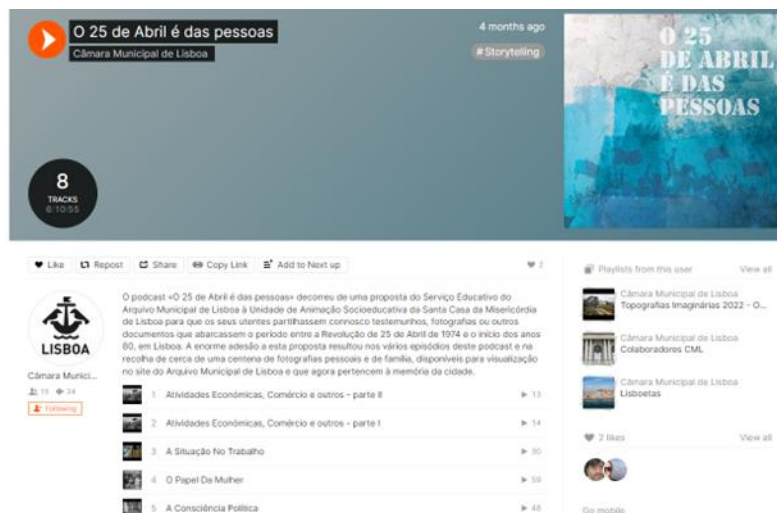 O 25 de Abril é das pessoas
Câmara Municipal de Lisboa
4 months ago
#Storytelling
8
TRACKS
6:10:55
O 25
DE ABRIL
É DAS
PESSOAS
Like
Repost
Share
Copy Link
Add to Next up
2
LISBOA
Câmara Munici...
Following
O podcast «O 25 de Abril é das pessoas» decorreu de uma proposta do Serviço Educativo do
Arquivo Municipal de Lisboa à Unidade de Animação Socioeducativa da Santa Casa da Misericórdia
de Lisboa para que os seus utentes partilhassem connosco testemunhos, fotografias ou outros
documentos que abarcassem o período entre a Revolução de 25 de Abril de 1974 e o início dos anos
80, em Lisboa. A enorme adesão a esta proposta resultou nos vários episódios deste podcast e na
recolha de cerca de uma centena de fotografias pessoais e de família, disponíveis para visualização
no site do Arquivo Municipal de Lisboa e que agora pertencem à memória da cidade.
1 Atividades Económicas, Comércio e outros - parte II 13
2 Atividades Económicas, Comércio e outros - parte I 14
3 A Situação No Trabalho 30
4 O Papel Da Mulher 59
5 A Consciência Política 48
Playlists from this user View all
Câmara Municipal de Lisboa
Topografias Imaginárias 2022 - O...
Câmara Municipal de Lisboa
Colaboradores CML
Câmara Municipal de Lisboa
Lisboetas
2 likes View all
Go mobile